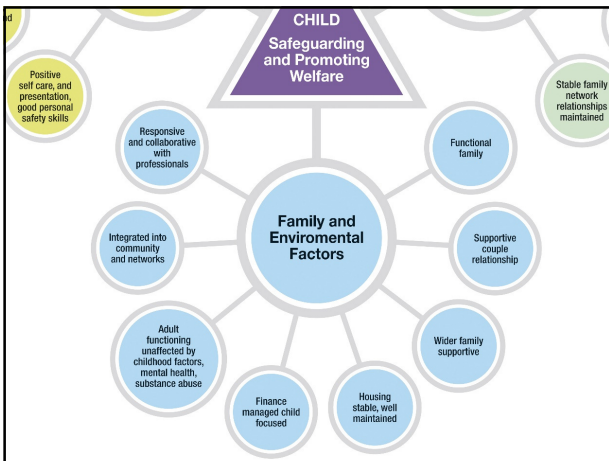 CHILD
Safeguarding
and Promoting
Welfare
Positive
self care, and
presentation,
good personal
safety skills
Stable family
network
relationships
maintained
Responsive
and collaborative
with
professionals
Functional
family
Family and
Enviromental
Factors
Integrated into
community
and networks
Supportive
couple
relationship
Adult
functioning
unaffected by
childhood factors,
mental health,
substance abuse
Wider family
supportive
Finance
managed child
focused
Housing
stable, well
maintained